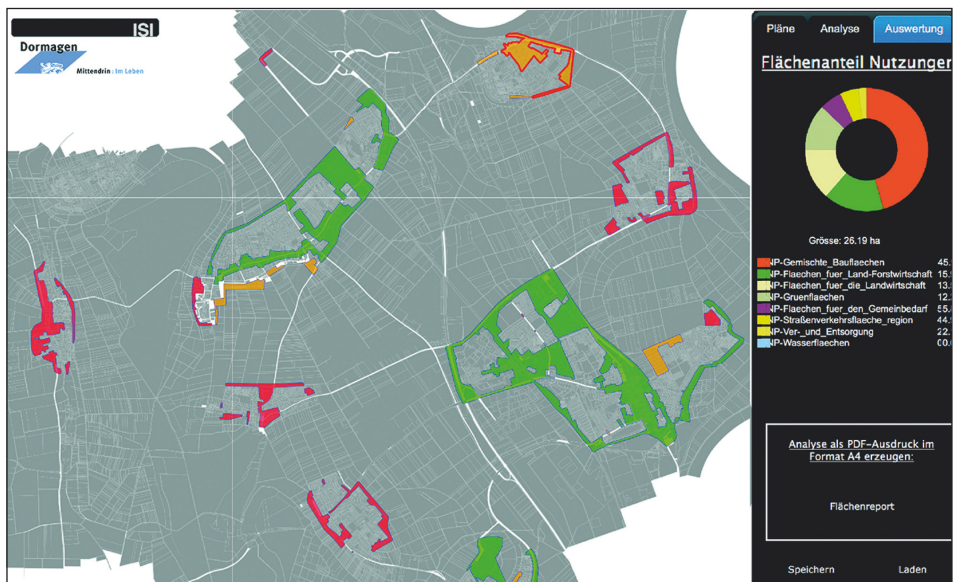 ISI
Dormagen
Mittendrin : Im Leben
Pläne Analyse Auswertung
Flächenanteil Nutzunger
Grösse: 26.19 ha
NP-Gemischte_Bauflaechen 45.
NP-Flaechen_fuer_Land-Forstwirtschaft 15.
NP-Flaechen_fuer_die_Landwirtschaft 13.
NP-Gruenflaechen 12.
NP-Flaechen_fuer_den_Gemeinbedarf 55.
NP-Straßenverkehrsflaeche_region 44.
NP-Ver-_und_Entsorgung 22.
NP-Wasserflaechen 00.
Analyse als PDF-Ausdruck im
Format A4 erzeugen:
Flächenreport
Speichern Laden